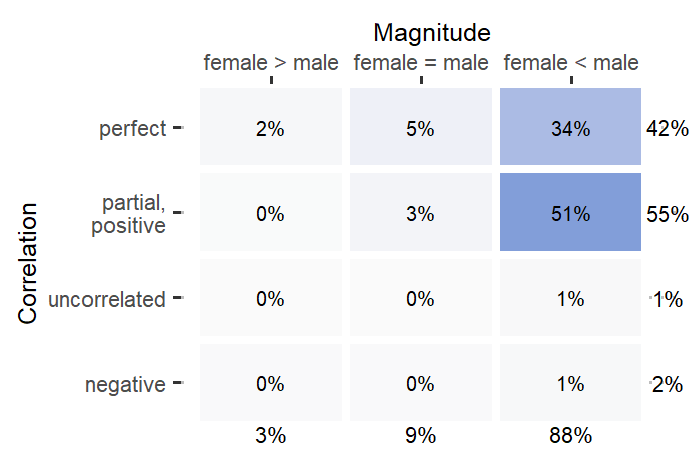 Magnitude
female > male female = male female < male
perfect 2% 5% 34% 42%
partial,
positive 0% 3% 51% 55%
uncorrelated 0% 0% 1% 1%
negative 0% 0% 1% 2%
3% 9% 88%
Correlation